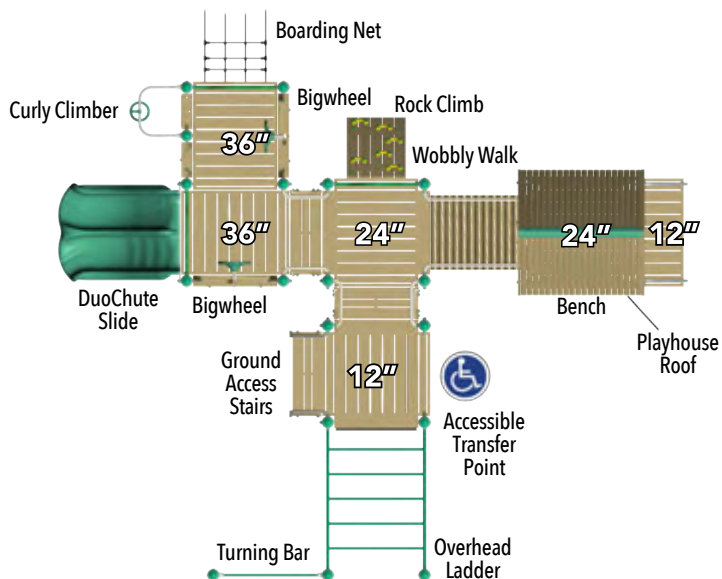 Boarding Net
Curly Climber
Bigwheel
Rock Climb
36”
Wobbly Walk
36”
24”
24”
12”
DuoChute
Slide
Bigwheel
Bench
Playhouse
Roof
Ground
Access
Stairs
12”
Accessible
Transfer
Point
Turning Bar
Overhead
Ladder